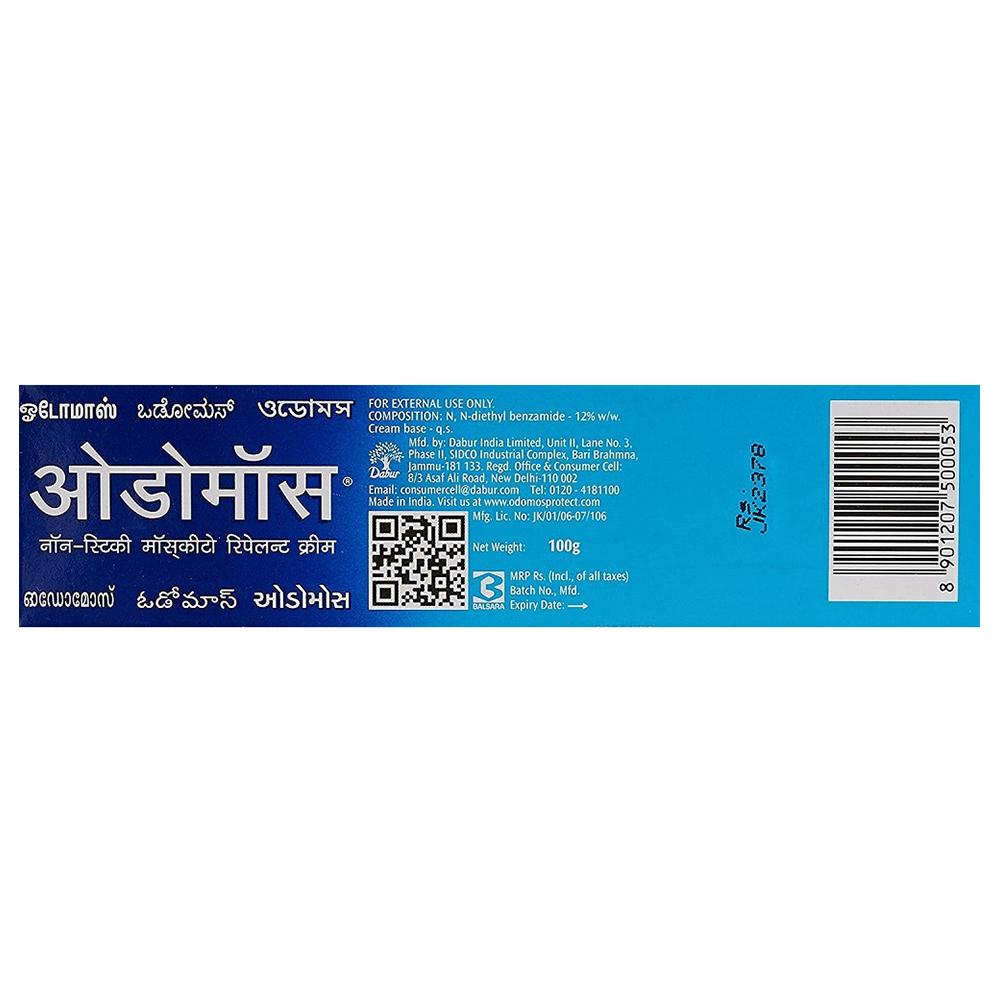 ஓடோமாஸ் ಒಡೋಮಸ್ ଓଡୋମସ
ओडोमॉस®
नॉन-स्टिकी मॉस्कीटो रिपेलन्ट क्रीम
ഓഡോമോസ് ఓడోమాస్ ઓડોમોસ
FOR EXTERNAL USE ONLY.
COMPOSITION: N, N-diethyl benzamide - 12% w/w.
Cream base - q.s.
Dabur
Mfd. by: Dabur India Limited, Unit II, Lane No. 3,
Phase II, SIDCO Industrial Complex, Bari Brahmna,
Jammu-181 133. Regd. Office & Consumer Cell:
8/3 Asaf Ali Road, New Delhi-110 002
Email: consumercell@dabur.com Tel: 0120 - 4181100
Made in India. Visit us at www.odomosprotect.com
Mfg. Lic. No: JK/01/06-07/106
Net Weight: 100g
BALSARA
MRP Rs. (Incl., of all taxes)
Batch No., Mfd.
Expiry Date:
Rs.
JK2378
8 901207 500053